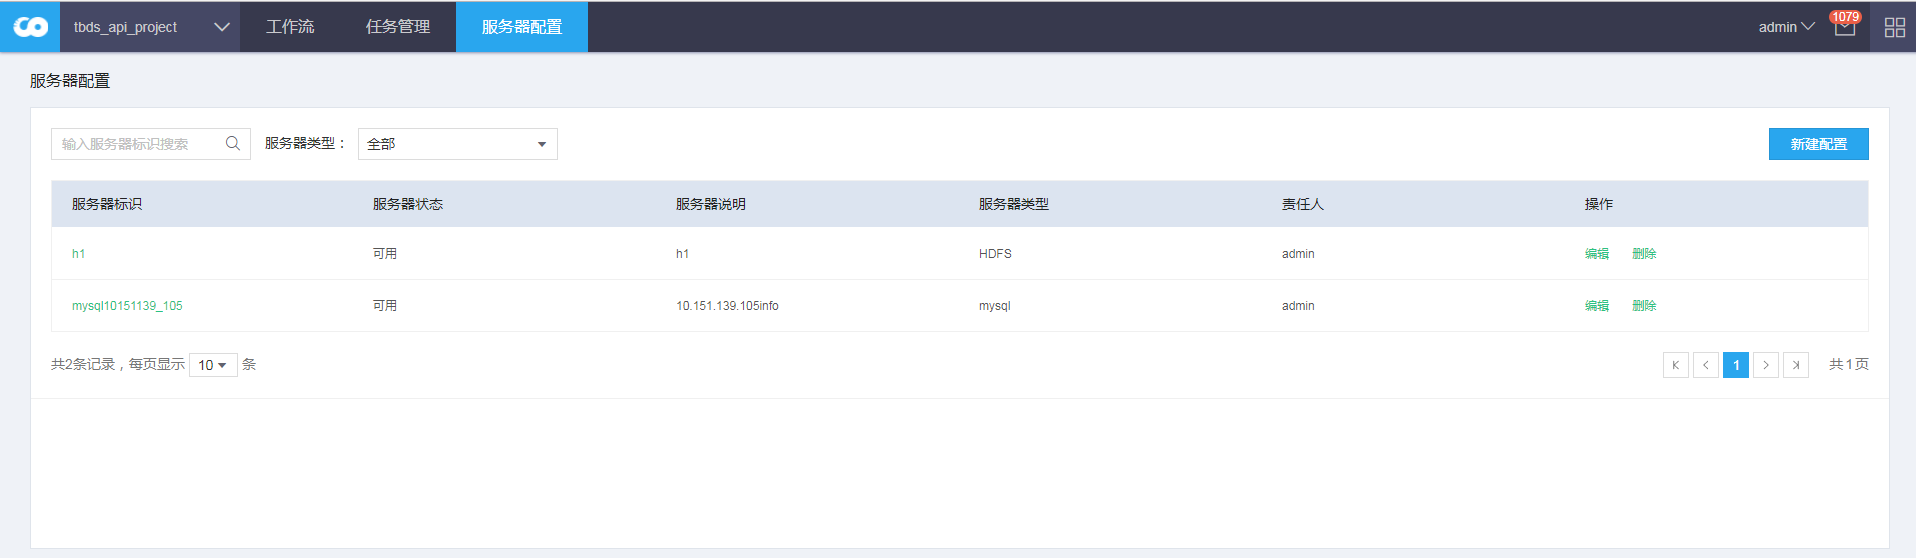 tbds_api_project 工作流 任务管理 服务器配置 admin 1079
服务器配置
输入服务器标识搜索 服务器类型： 全部 新建配置
服务器标识 服务器状态 服务器说明 服务器类型 责任人 操作
h1 可用 h1 HDFS admin 编辑 删除
mysql10151139_105 可用 10.151.139.105info mysql admin 编辑 删除
共2条记录，每页显示 10 条 1 共1页